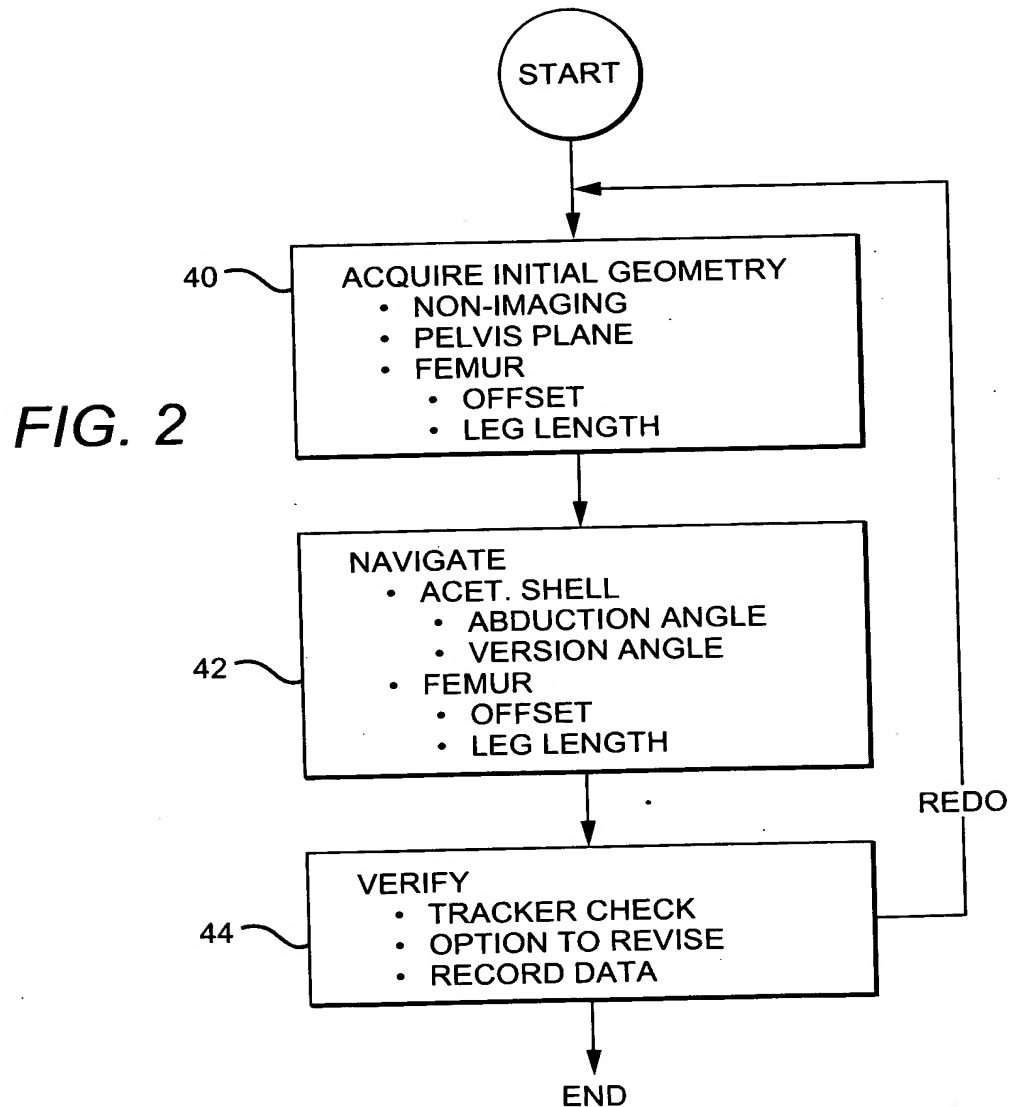 START
40
ACQUIRE INITIAL GEOMETRY
• NON-IMAGING
• PELVIS PLANE
• FEMUR
• OFFSET
• LEG LENGTH
FIG. 2
NAVIGATE
• ACET. SHELL
• ABDUCTION ANGLE
• VERSION ANGLE
42
• FEMUR
• OFFSET
• LEG LENGTH
REDO
VERIFY
• TRACKER CHECK
44
• OPTION TO REVISE
• RECORD DATA
END